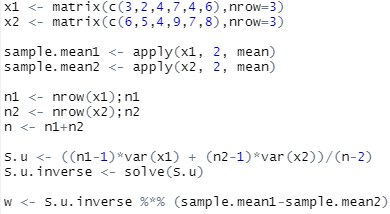 x1 <- matrix(c(3,2,4,7,4,6),nrow=3)
x2 <- matrix(c(6,5,4,9,7,8),nrow=3)
sample.mean1 <- apply(x1, 2, mean)
sample.mean2 <- apply(x2, 2, mean)
n1 <- nrow(x1);n1
n2 <- nrow(x2);n2
n <- n1+n2
S.u <- ((n1-1)*var(x1) + (n2-1)*var(x2))/(n-2)
S.u.inverse <- solve(S.u)
w <- S.u.inverse %*% (sample.mean1-sample.mean2)